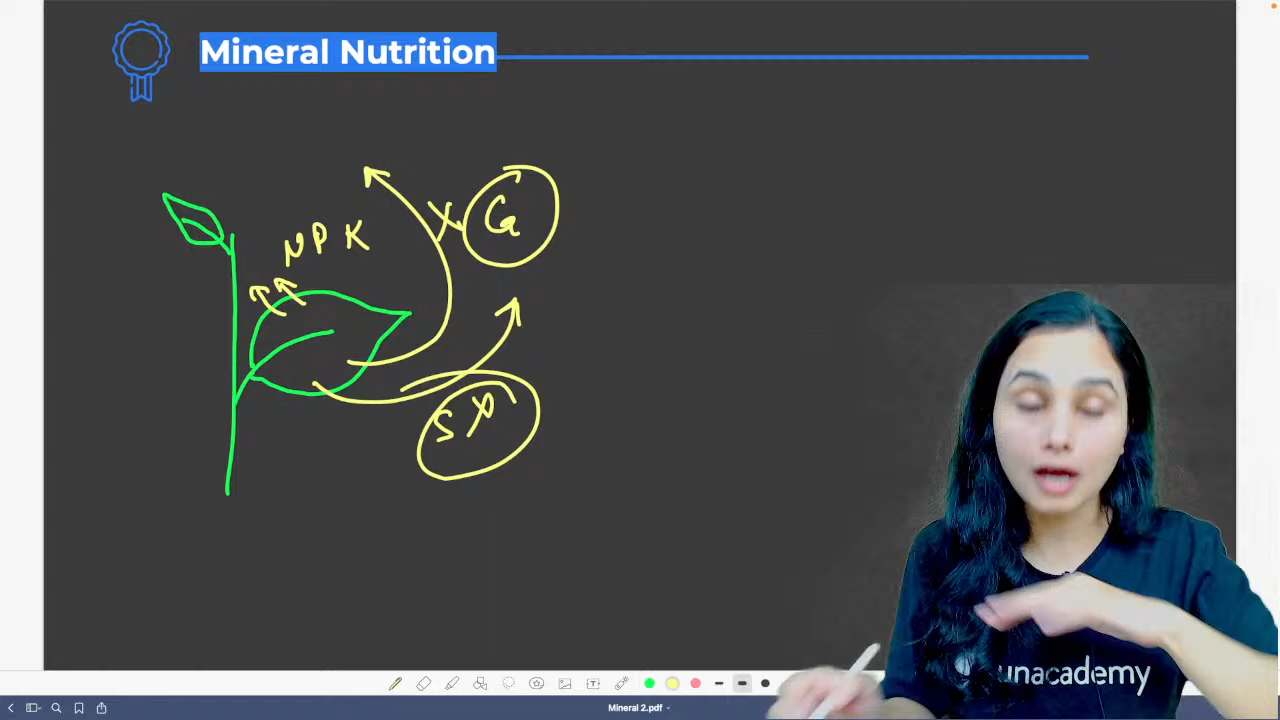 Mineral Nutrition
N P K
X Ca
S X
unacademy
Mineral 2.pdf